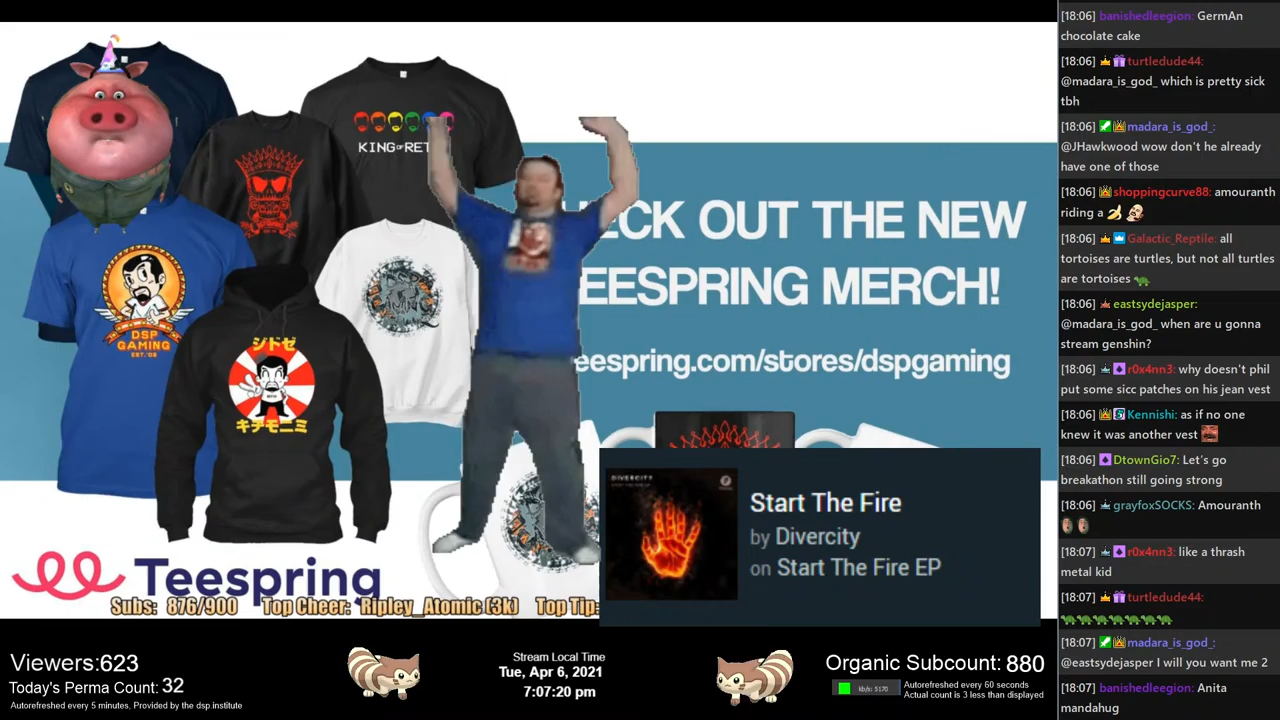 KING OF RET
DSP
GAMING
EST/08
ジドゼ
キチモニミ
ECK OUT THE NEW
EESPRING MERCH!
eespring.com/stores/dspgaming
Teespring
Subs: 876/900 Top Cheer: Ripley_Atomic (3k) Top Tip:
DIVERCITY
Start The Fire
by Divercity
on Start The Fire EP
Viewers:623
Today's Perma Count: 32
Autorefreshed every 5 minutes, Provided by the dsp.institute
Stream Local Time
Tue, Apr 6, 2021
7:07:20 pm
Organic Subcount: 880
kb/s: 5170
Autorefreshed every 60 seconds
Actual count is 3 less than displayed
[18:06] banishedleegion: GermAn
chocolate cake
[18:06] turtledude44:
@madara_is_god_ which is pretty sick
tbh
[18:06] madara_is_god_:
@JHawkwood wow don't he already
have one of those
[18:06] shoppingcurve88: amouranth
riding a
[18:06] Galactic_Reptile: all
tortoises are turtles, but not all turtles
are tortoises
[18:06] eastsydejasper:
@madara_is_god_ when are u gonna
stream genshin?
[18:06] r0x4nn3: why doesn't phil
put some sicc patches on his jean vest
[18:06] Kennishi: as if no one
knew it was another vest
[18:06] DtownGio7: Let's go
breakathon still going strong
[18:06] grayfoxSOCKS: Amouranth
[18:07] r0x4nn3: like a thrash
metal kid
[18:07] turtledude44:
[18:07] madara_is_god_:
@eastsydejasper I will you want me 2
[18:07] banishedleegion: Anita
mandahug